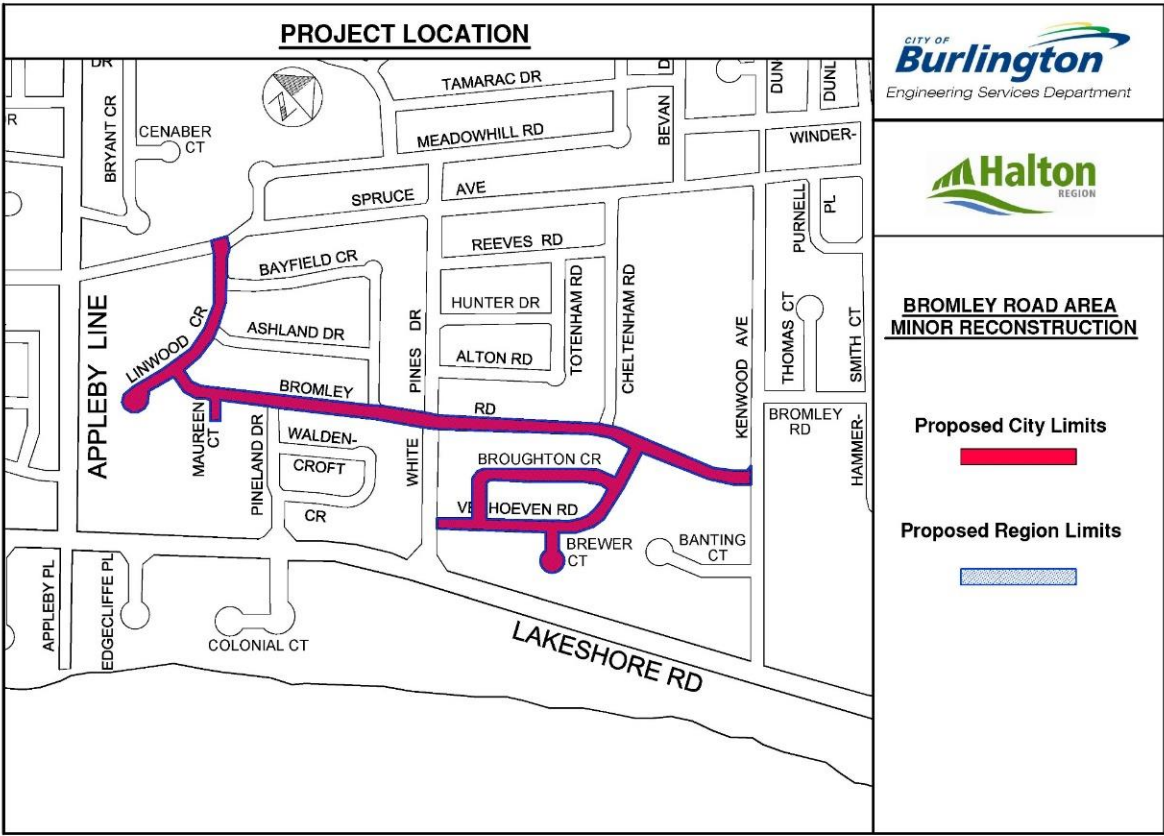 PROJECT LOCATION
DR
BRYANT CR
CENABER
CT
TAMARAC DR
MEADOWHILL RD
BEVAN
DUNL
WINDER-
SPRUCE AVE
PURNELL
PL
REEVES RD
BAYFIELD CR
HUNTER DR
TOTENHAM RD
CHELTENHAM RD
APPLEBY LINE
LINWOOD CR
ASHLAND DR
PINES DR
ALTON RD
KENWOOD AVE
THOMAS CT
SMITH CT
BROMLEY RD
BROMLEY
RD
MAUREEN
CT
PINELAND DR
WALDEN-
CROFT
CR
WHITE
BROUGHTON CR
HAMMER-
HOEVEN RD
BREWER
CT
BANTING
CT
APPLEBY PL
EDGECLIFFE PL
COLONIAL CT
LAKESHORE RD
CITY OF
Burlington
Engineering Services Department
Halton
REGION
BROMLEY ROAD AREA
MINOR RECONSTRUCTION
Proposed City Limits
Proposed Region Limits